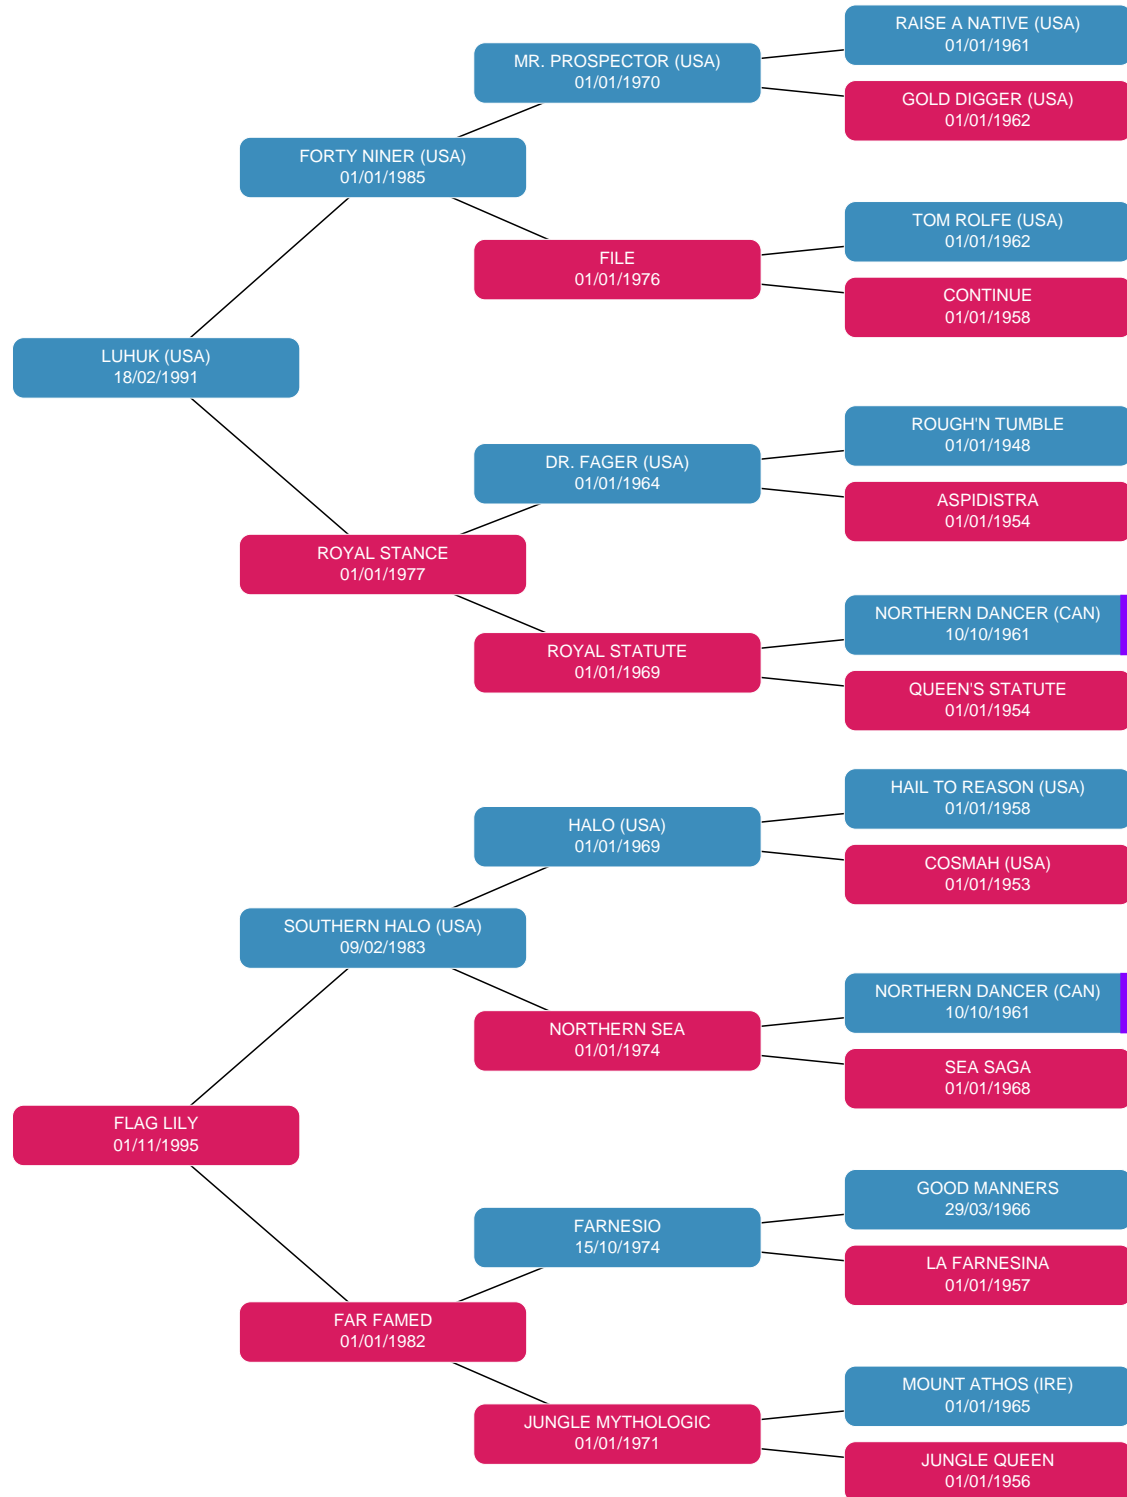 RAISE A NATIVE (USA)
01/01/1961
MR. PROSPECTOR (USA)
01/01/1970
GOLD DIGGER (USA)
01/01/1962
FORTY NINER (USA)
01/01/1985
TOM ROLFE (USA)
01/01/1962
FILE
01/01/1976
CONTINUE
01/01/1958
LUHUK (USA)
18/02/1991
ROUGH'N TUMBLE
01/01/1948
DR. FAGER (USA)
01/01/1964
ASPIDISTRA
01/01/1954
ROYAL STANCE
01/01/1977
NORTHERN DANCER (CAN)
10/10/1961
ROYAL STATUTE
01/01/1969
QUEEN'S STATUTE
01/01/1954
HAIL TO REASON (USA)
01/01/1958
HALO (USA)
01/01/1969
COSMAH (USA)
01/01/1953
SOUTHERN HALO (USA)
09/02/1983
NORTHERN DANCER (CAN)
10/10/1961
NORTHERN SEA
01/01/1974
SEA SAGA
01/01/1968
FLAG LILY
01/11/1995
GOOD MANNERS
29/03/1966
FARNESIO
15/10/1974
LA FARNESINA
01/01/1957
FAR FAMED
01/01/1982
MOUNT ATHOS (IRE)
01/01/1965
JUNGLE MYTHOLOGIC
01/01/1971
JUNGLE QUEEN
01/01/1956